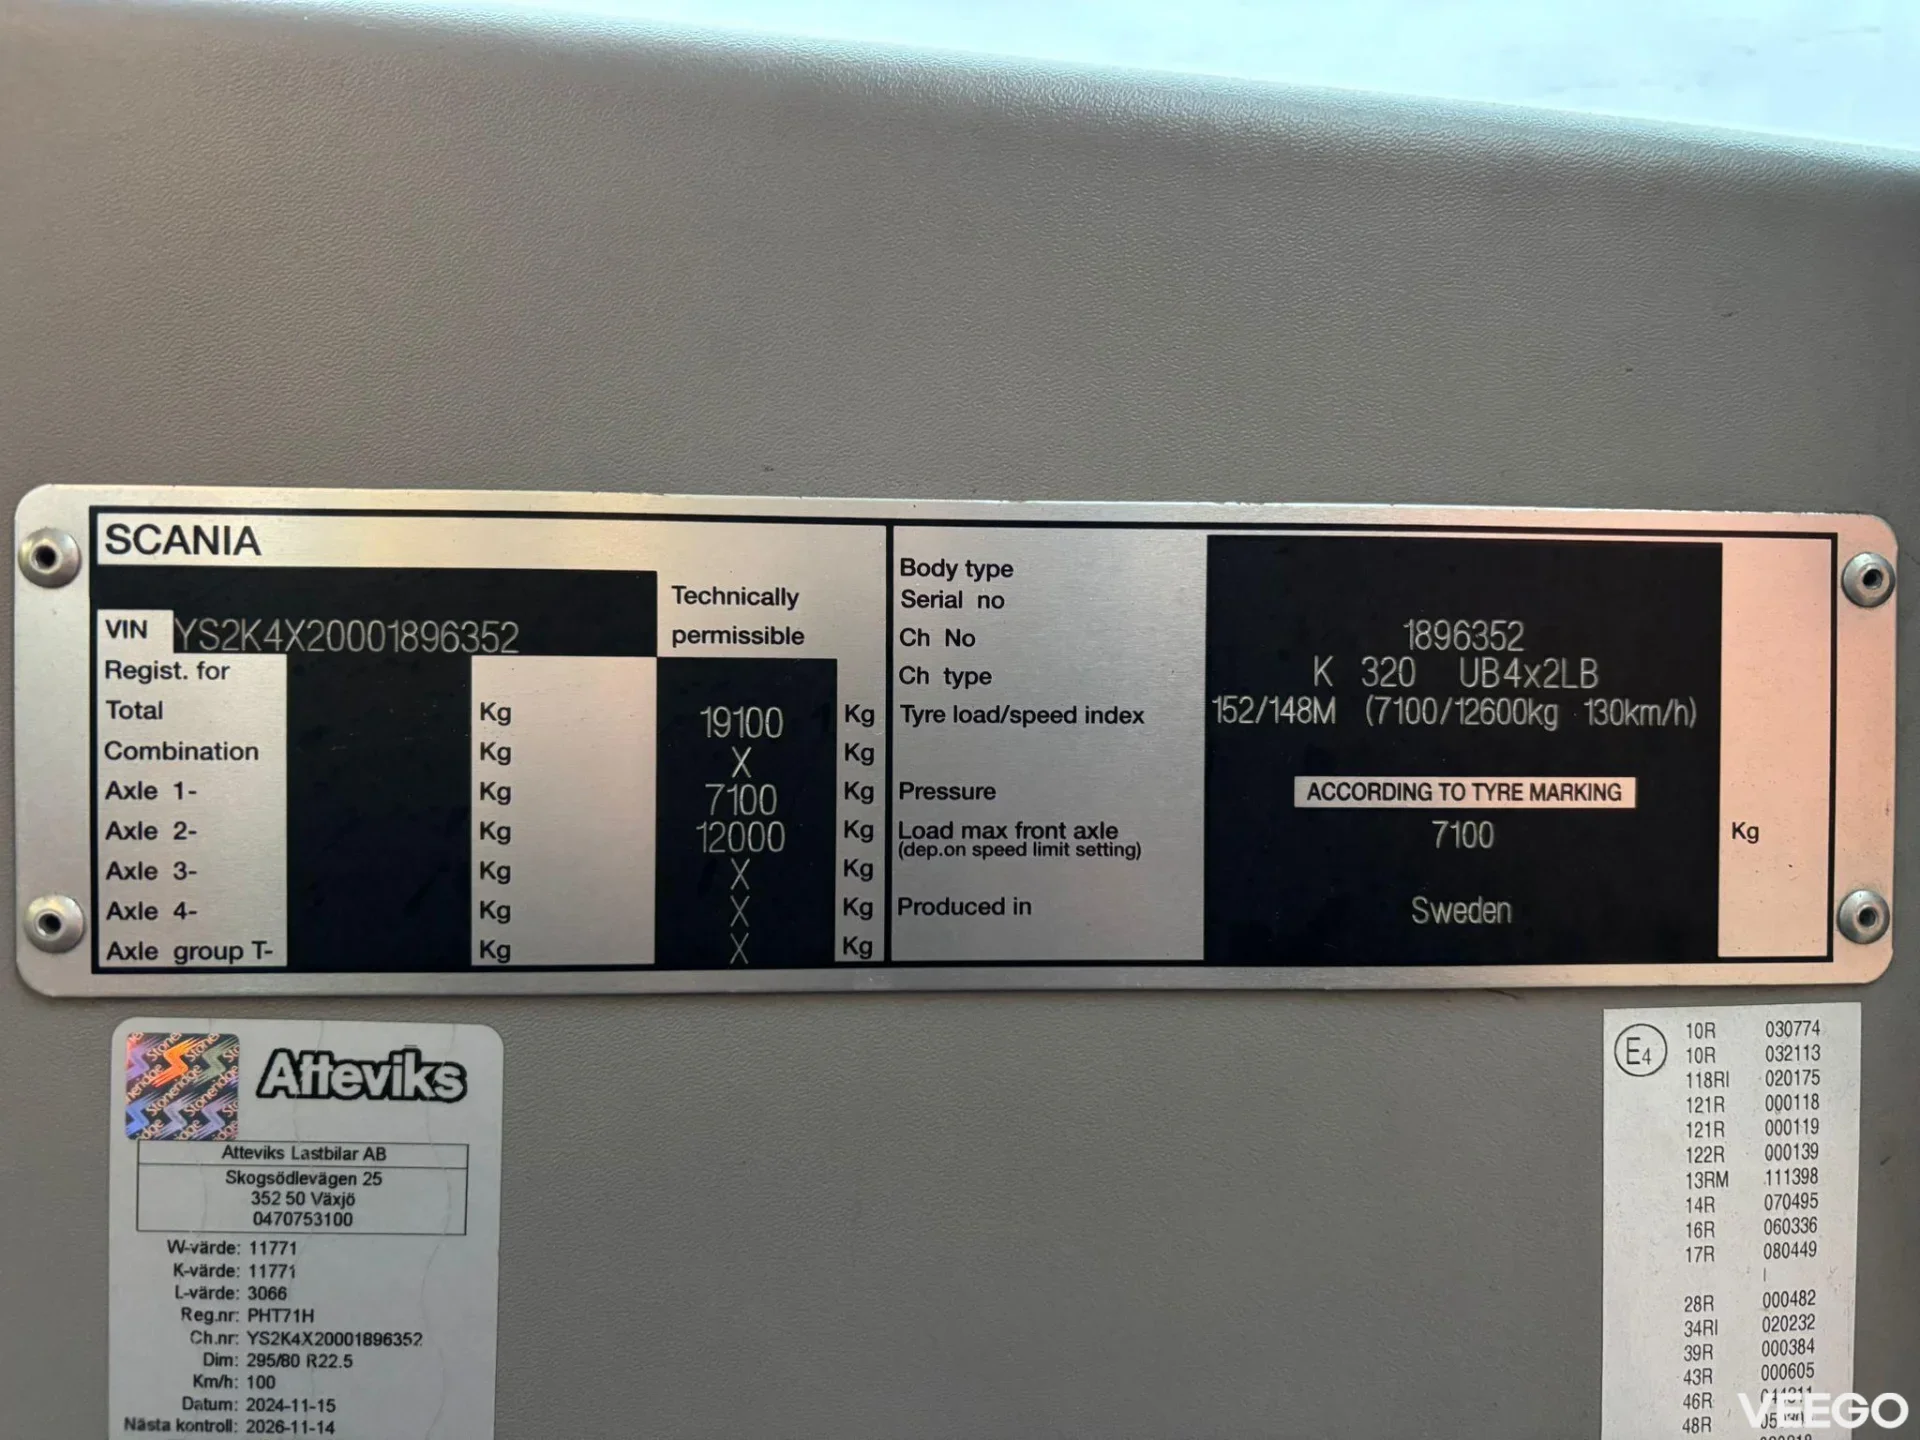 SCANIA
VIN YS2K4X20001896352
Technically
permissible
Regist. for
Total Kg 19100 Kg
Combination Kg X Kg
Axle 1- Kg 7100 Kg
Axle 2- Kg 12000 Kg
Axle 3- Kg X Kg
Axle 4- Kg X Kg
Axle group T- Kg X Kg
Body type
Serial no
Ch No 1896352
Ch type K 320 UB4x2LB
Tyre load/speed index 152/148M (7100/12600kg 130km/h)
Pressure ACCORDING TO TYRE MARKING
Load max front axle 7100 Kg
(dep.on speed limit setting)
Produced in Sweden
Stoneridge
Atteviks
Atteviks Lastbilar AB
Skogsödlevägen 25
352 50 Växjö
0470753100
W-värde: 11771
K-värde: 11771
L-värde: 3066
Reg.nr: PHT71H
Ch.nr: YS2K4X20001896352
Dim: 295/80 R22.5
Km/h: 100
Datum: 2024-11-15
Nästa kontroll: 2026-11-14
E4
10R 030774
10R 032113
118RI 020175
121R 000118
121R 000119
122R 000139
13RM 111398
14R 070495
16R 060336
17R 080449
28R 000482
34RI 020232
39R 000384
43R 000605
46R
48R
VEEGO